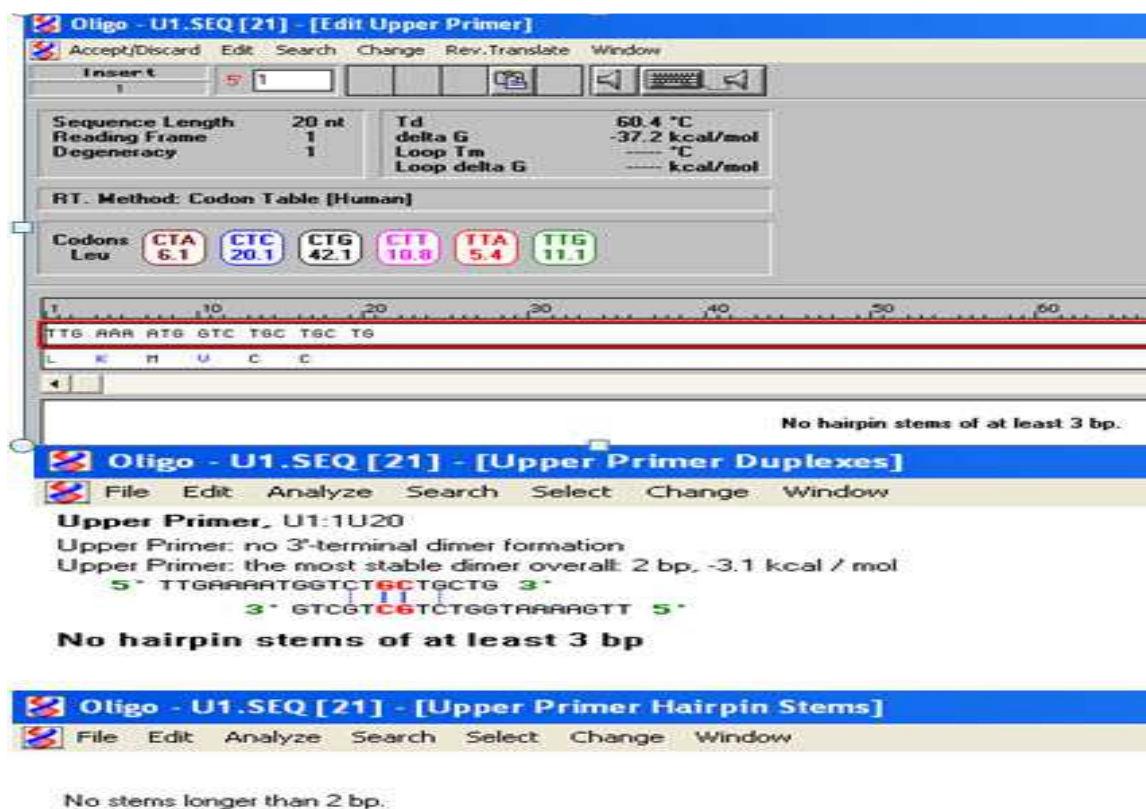 Oligo - U1.SEQ [21] - [Edit Upper Primer]
Accept/Discard Edit Search Change Rev.Translate Window
Insert
1
5' 1
Sequence Length 20 nt Td 60.4 °C
Reading Frame 1 delta G -37.2 kcal/mol
Degeneracy 1 Loop Tm ----- °C
Loop delta G ----- kcal/mol
RT. Method: Codon Table [Human]
Codons CTA CTC CTG CTT TTA TTG
Leu 6.1 20.1 42.1 10.8 5.4 11.1
1 10 20 30 40 50 60
TTG AAA ATG GTC TGC TGC TG
L K M V C C
No hairpin stems of at least 3 bp.
Oligo - U1.SEQ [21] - [Upper Primer Duplexes]
File Edit Analyze Search Select Change Window
Upper Primer, U1:1U20
Upper Primer: no 3'-terminal dimer formation
Upper Primer: the most stable dimer overall: 2 bp, -3.1 kcal / mol
5' TTGAAAATGGTCTGCTGCTG 3'
3' GTCGTCGTCTGGTAAAAGTT 5'
No hairpin stems of at least 3 bp
Oligo - U1.SEQ [21] - [Upper Primer Hairpin Stems]
File Edit Analyze Search Select Change Window
No stems longer than 2 bp.